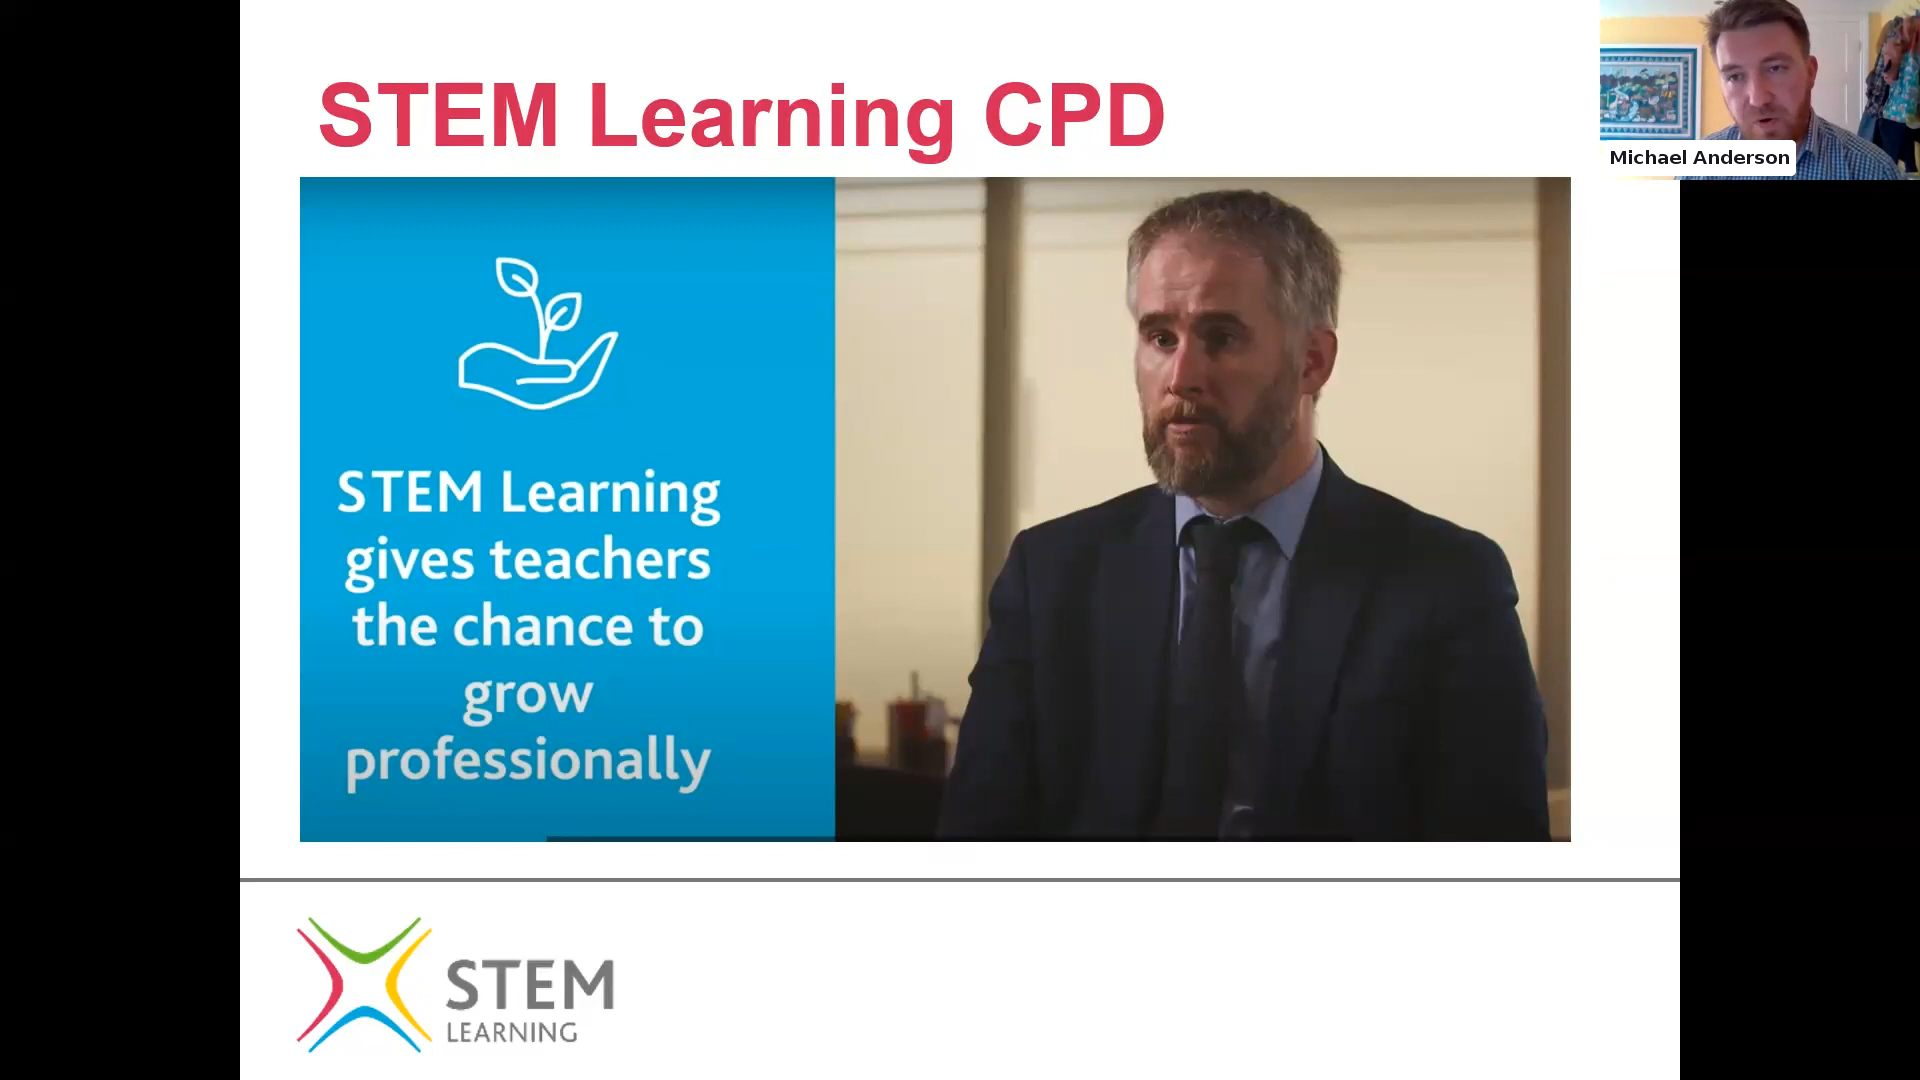 STEM Learning CPD
Michael Anderson
STEM Learning
gives teachers
the chance to
grow
professionally
STEM
LEARNING